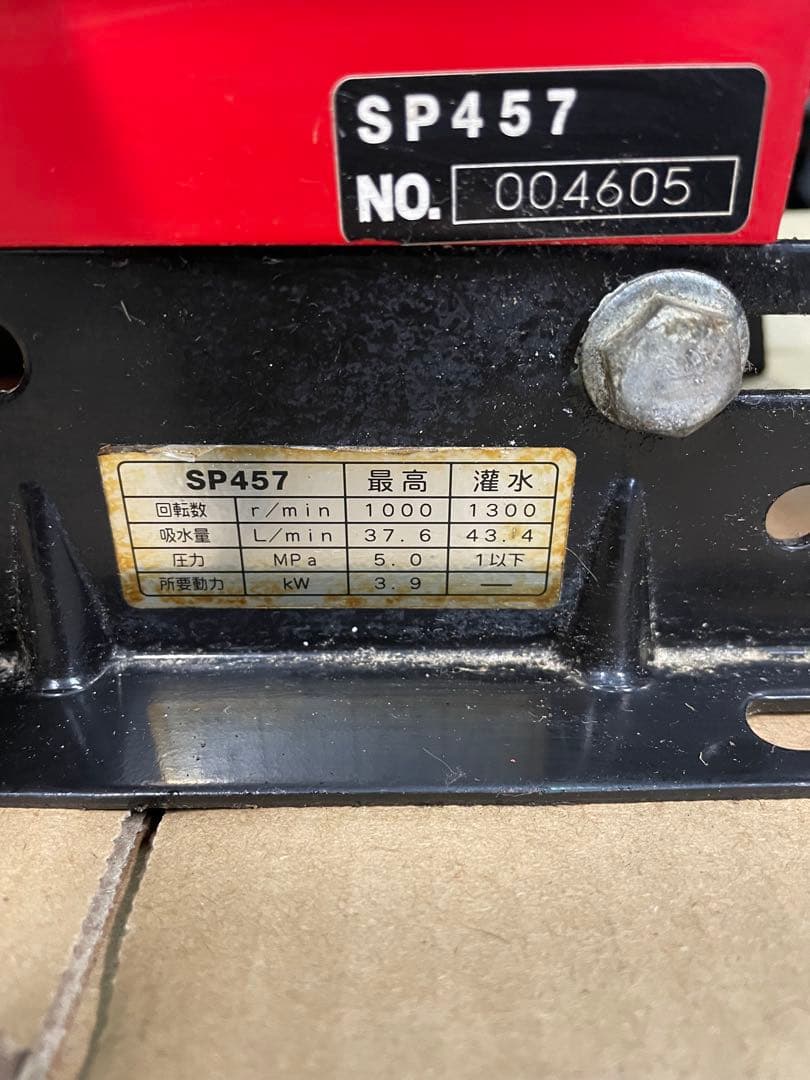 SP457
NO. 004605
SP457 最高 灌水
回転数 r/min 1000 1300
吸水量 L/min 37.6 43.4
圧力 MPa 5.0 1以下
所要動力 kW 3.9 —